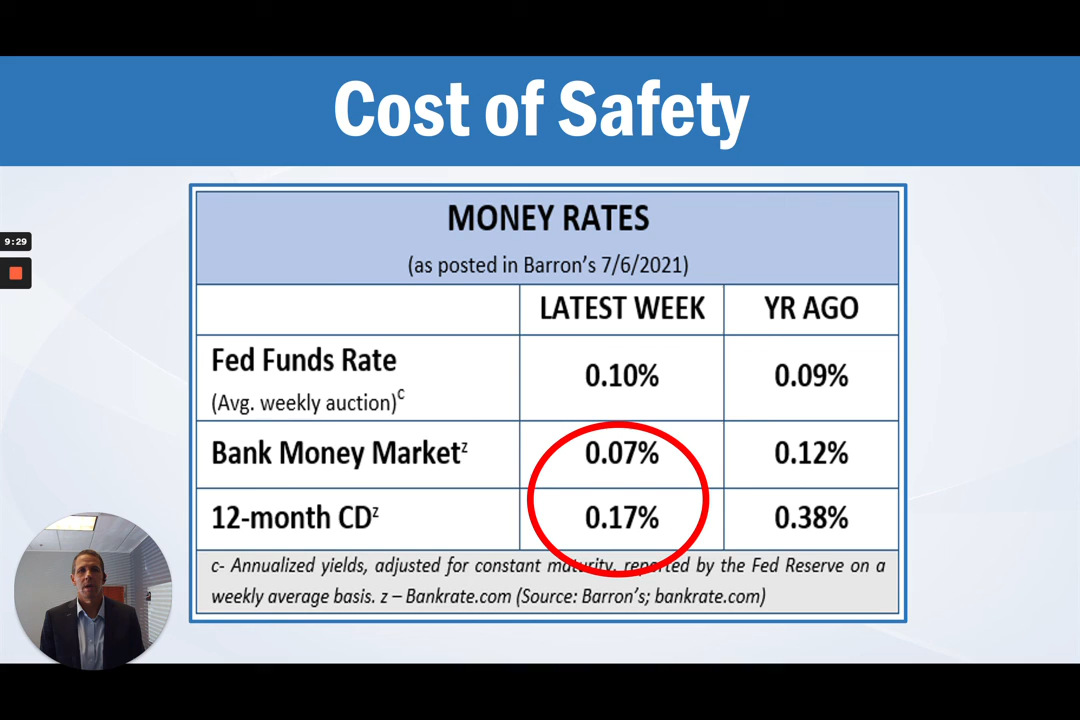 Cost of Safety
MONEY RATES
(as posted in Barron's 7/6/2021)
LATEST WEEK YR AGO
Fed Funds Rate
(Avg. weekly auction)c 0.10% 0.09%
Bank Money Marketz 0.07% 0.12%
12-month CDz 0.17% 0.38%
c- Annualized yields, adjusted for constant maturity, reported by the Fed Reserve on a
weekly average basis. z – Bankrate.com (Source: Barron's; bankrate.com)
9:29